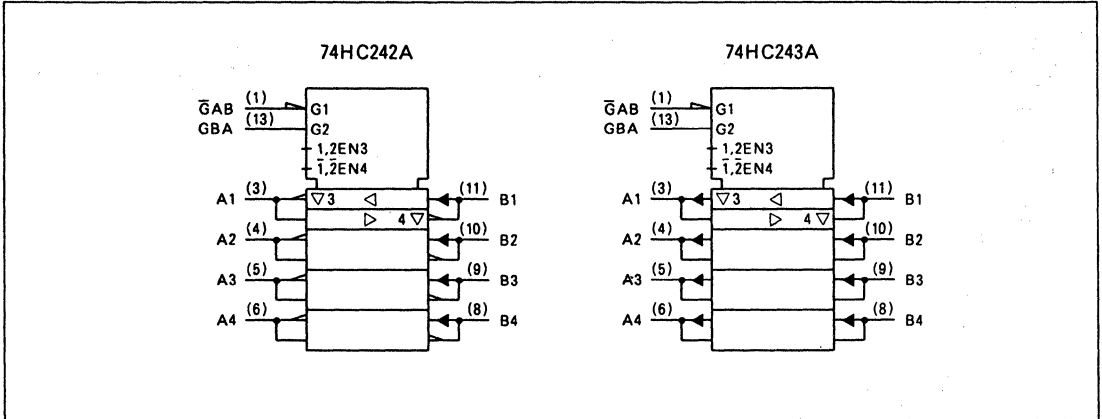 74HC242A
G̅AB (1) G1
GBA (13) G2
1,2EN3
1̅,2̅EN4
A1 (3) ▽3 ◁ (11) B1
▷ 4▽
A2 (4) (10) B2
A3 (5) (9) B3
A4 (6) (8) B4
74HC243A
G̅AB (1) G1
GBA (13) G2
1,2EN3
1̅,2̅EN4
A1 (3) ▽3 ◁ (11) B1
▷ 4▽
A2 (4) (10) B2
A3 (5) (9) B3
A4 (6) (8) B4